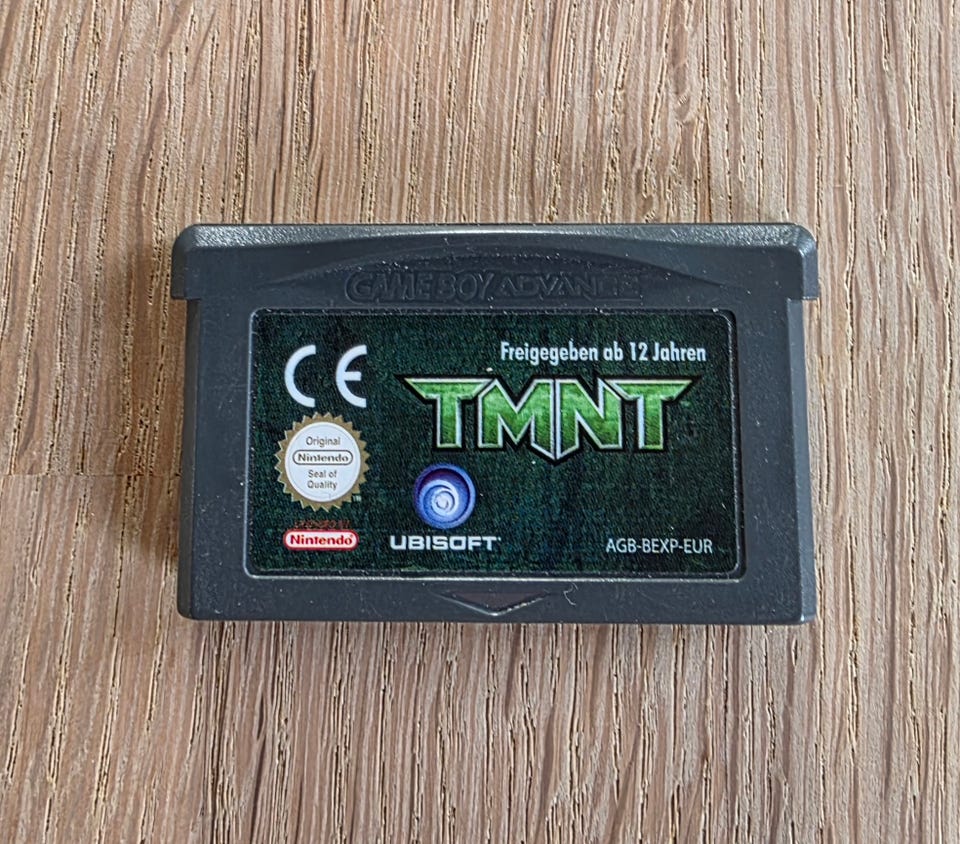 GAME BOY ADVANCE
CE
Freigegeben ab 12 Jahren
TMNT
Original
Nintendo
Seal of
Quality
Nintendo
UBISOFT
AGB-BEXP-EUR